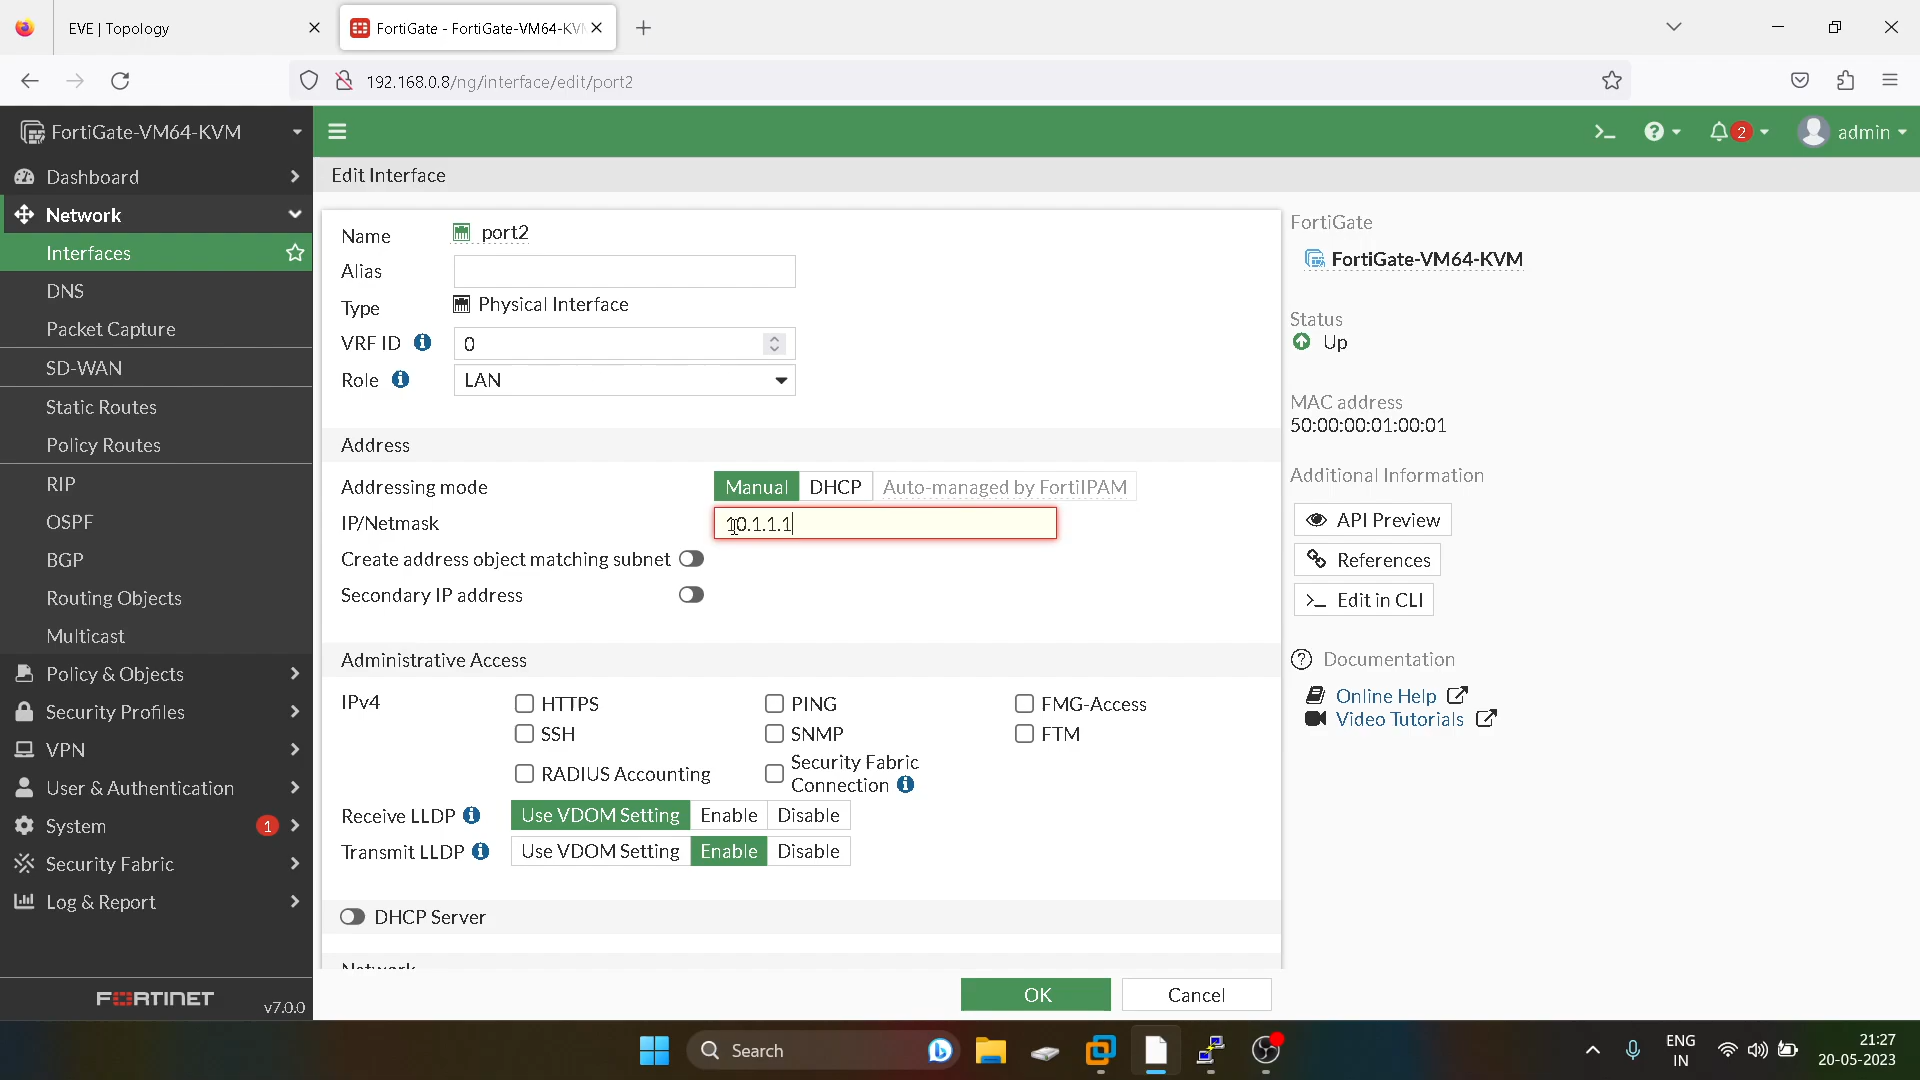 EVE | Topology
FortiGate - FortiGate-VM64-KVM
192.168.0.8/ng/interface/edit/port2
FortiGate-VM64-KVM
2
admin
Dashboard
Network
Interfaces
DNS
Packet Capture
SD-WAN
Static Routes
Policy Routes
RIP
OSPF
BGP
Routing Objects
Multicast
Policy & Objects
Security Profiles
VPN
User & Authentication
System
1
Security Fabric
Log & Report
FORTINET
v7.0.0
Edit Interface
Name
port2
Alias
Type
Physical Interface
VRF ID
0
Role
LAN
Address
Addressing mode
Manual
DHCP
Auto-managed by FortiIPAM
IP/Netmask
10.1.1.1
Create address object matching subnet
Secondary IP address
Administrative Access
IPv4
HTTPS
PING
FMG-Access
SSH
SNMP
FTM
RADIUS Accounting
Security Fabric
Connection
Receive LLDP
Use VDOM Setting
Enable
Disable
Transmit LLDP
Use VDOM Setting
Enable
Disable
DHCP Server
Network
OK
Cancel
FortiGate
FortiGate-VM64-KVM
Status
Up
MAC address
50:00:00:01:00:01
Additional Information
API Preview
References
>_ Edit in CLI
Documentation
Online Help
Video Tutorials
Search
ENG
IN
21:27
20-05-2023